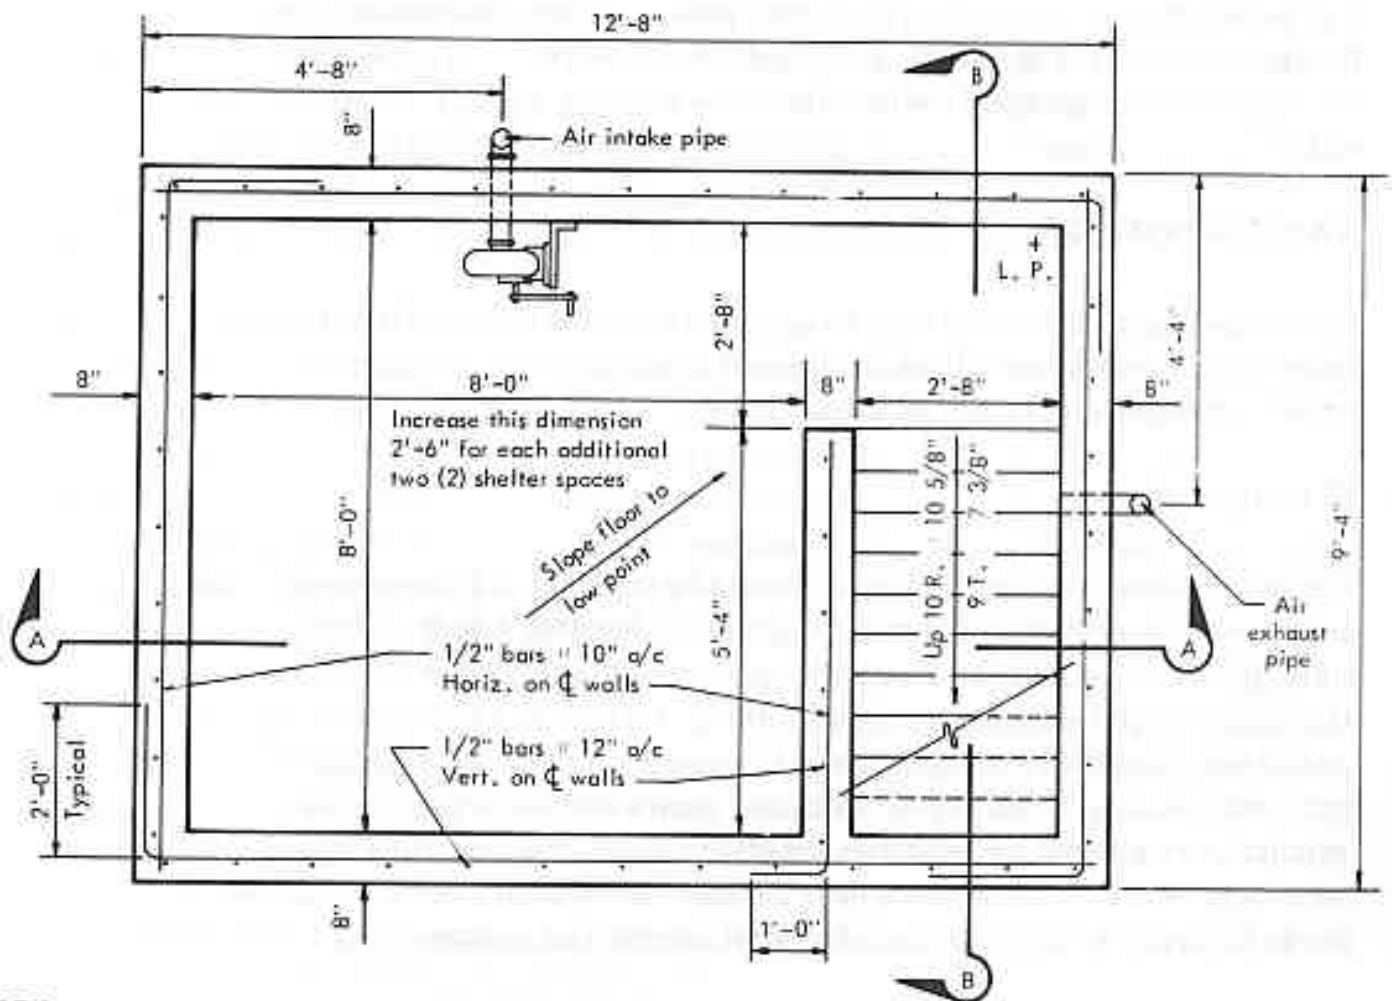 12'-8"
4'-8"
B
8"
Air intake pipe
+
L. P.
2'-8"
4'-4"
8"
8'-0"
8"
2'-8"
8"
Increase this dimension
2'-6" for each additional
two (2) shelter spaces
Up 10 R. 10 5/8"
9 T. 7 3/8"
Slope floor to
low point
8'-0"
9'-4"
5'-4"
A
Air
exhaust
pipe
A
1/2" bars " 10" o/c
Horiz. on ℄ walls
1/2" bars " 12" o/c
Vert. on ℄ walls
2'-0"
Typical
8"
1'-0"
B